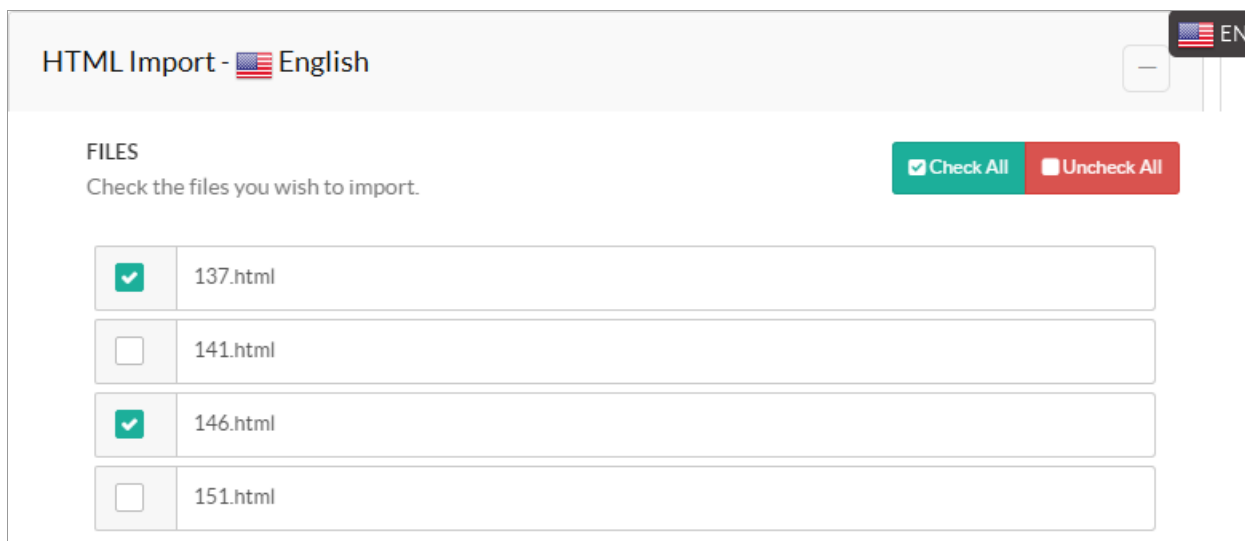 EN
HTML Import - English
FILES
Check the files you wish to import.
Check All
Uncheck All
137.html
141.html
146.html
151.html